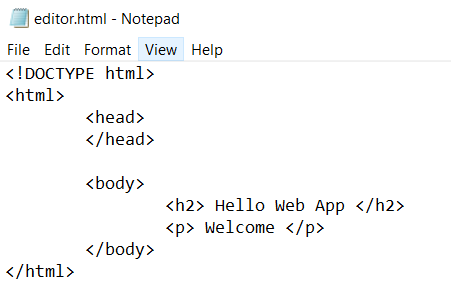 editor.html - Notepad
File Edit Format View Help
<!DOCTYPE html>
<html>
<head>
</head>
<body>
<h2> Hello Web App </h2>
<p> Welcome </p>
</body>
</html>